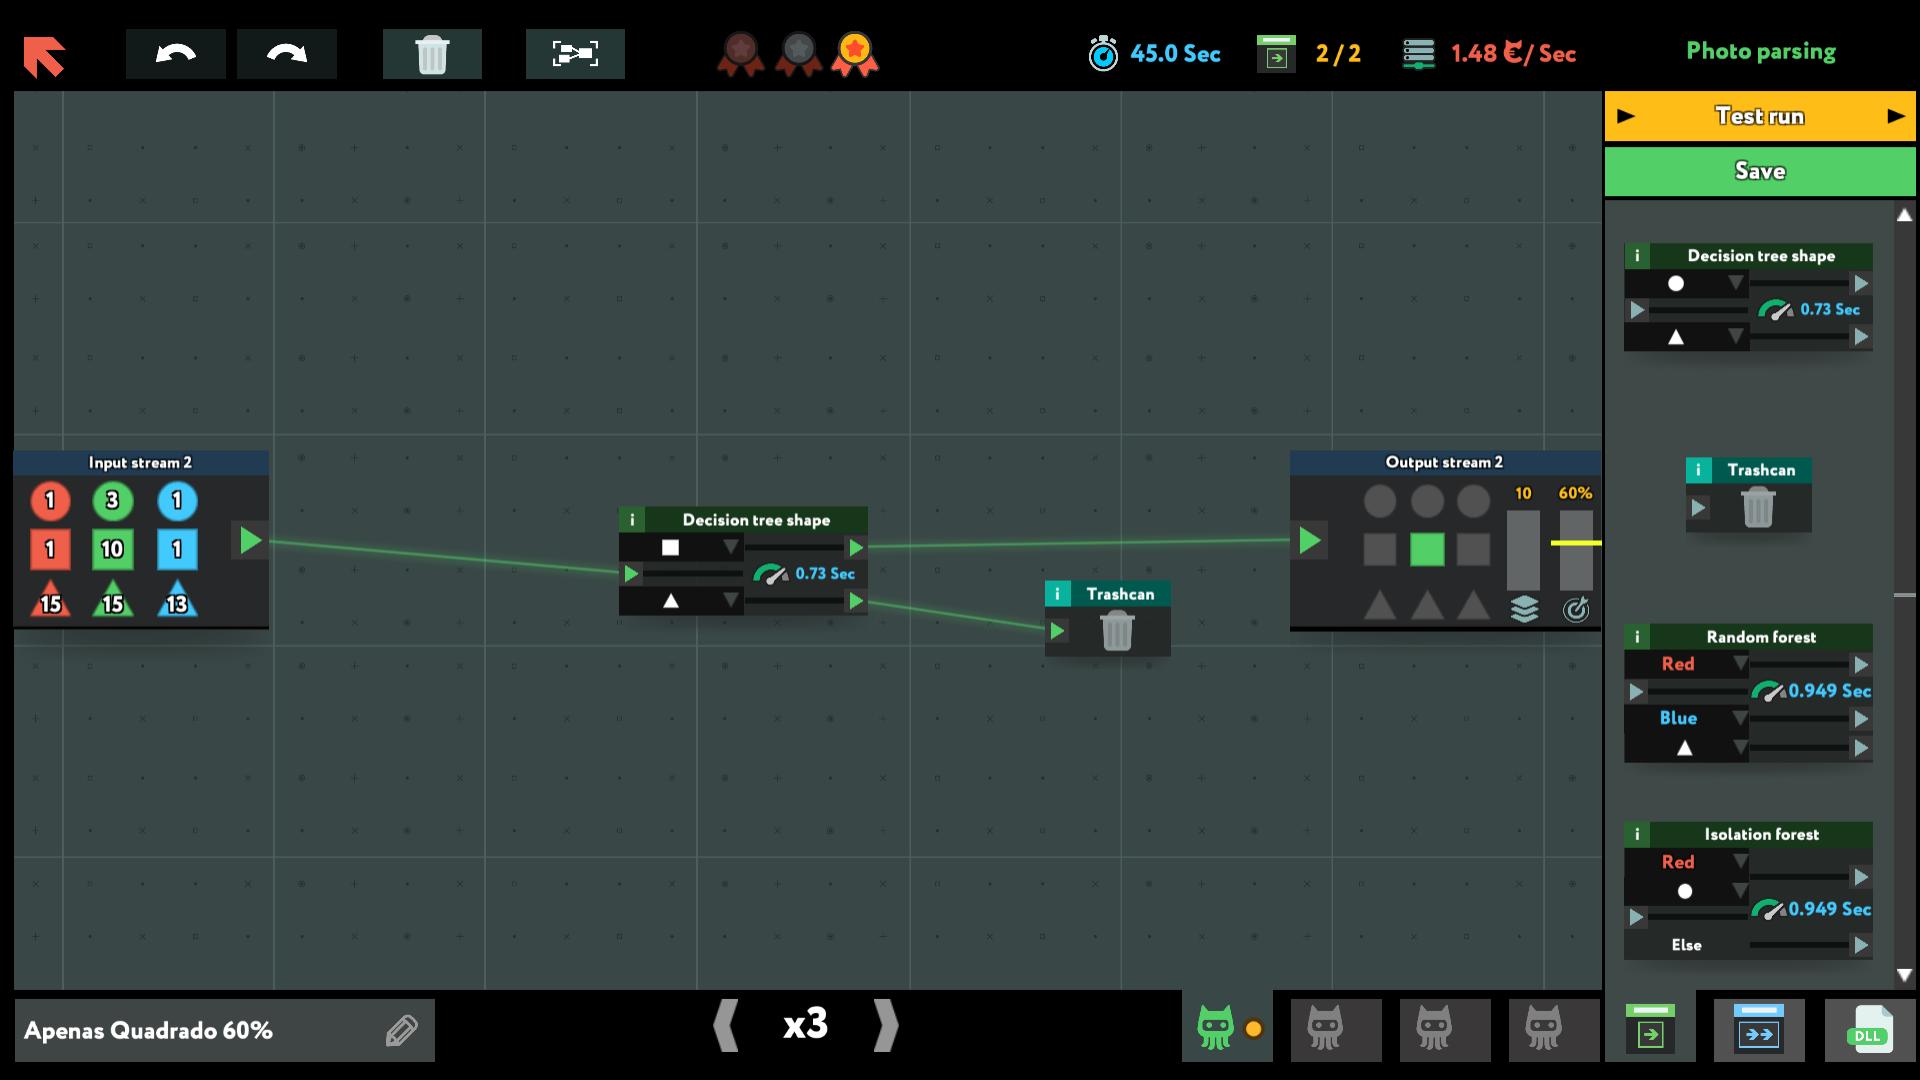 45.0 Sec
2 / 2
1.48 €/ Sec
Photo parsing
Test run
Save
i Decision tree shape
0.73 Sec
i Trashcan
i Random forest
Red
0.949 Sec
Blue
i Isolation forest
Red
0.949 Sec
Else
Input stream 2
1 3 1
1 10 1
15 15 13
i Decision tree shape
0.73 Sec
i Trashcan
Output stream 2
10 60%
Apenas Quadrado 60%
x3
DLL